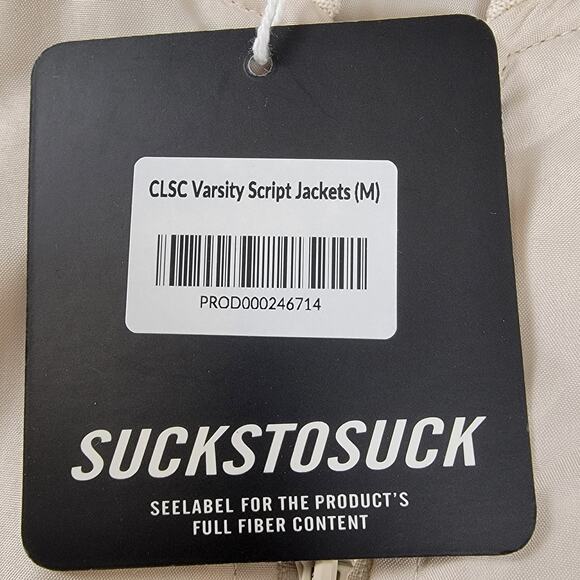 CLSC Varsity Script Jackets (M)
PROD000246714
SUCKSTOSUCK
SEELABEL FOR THE PRODUCT'S
FULL FIBER CONTENT